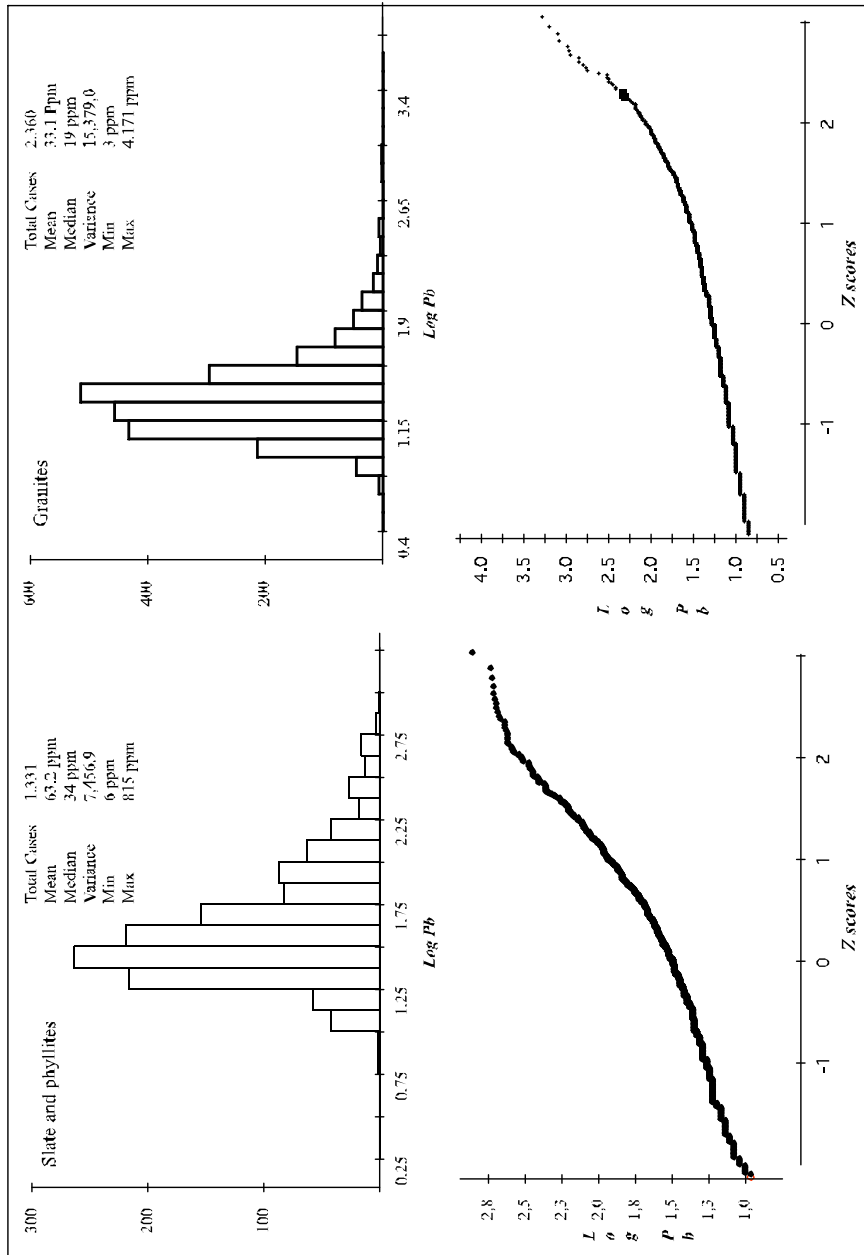 Slate and phyllites
Total Cases 1.331
Mean 63.2 ppm
Median 34 ppm
Variance 7,456.9
Min 6 ppm
Max 815 ppm
300
200
100
0.25 0.75 1.25 1.75 2.25 2.75
Log Pb
Granites
Total Cases 2.360
Mean 33.1 Ppm
Median 19 ppm
Variance 15,379,0
Min 3 ppm
Max 4.171 ppm
600
400
200
0.4 1.15 1.9 2.65 3.4
Log Pb
2,8
2,5
2,3
2,0
1,8
1,5
1,3
1,0
Log Pb
-1 0 1 2
Z scores
4.0
3.5
3.0
2.5
2.0
1.5
1.0
0.5
Log Pb
-1 0 1 2
Z scores